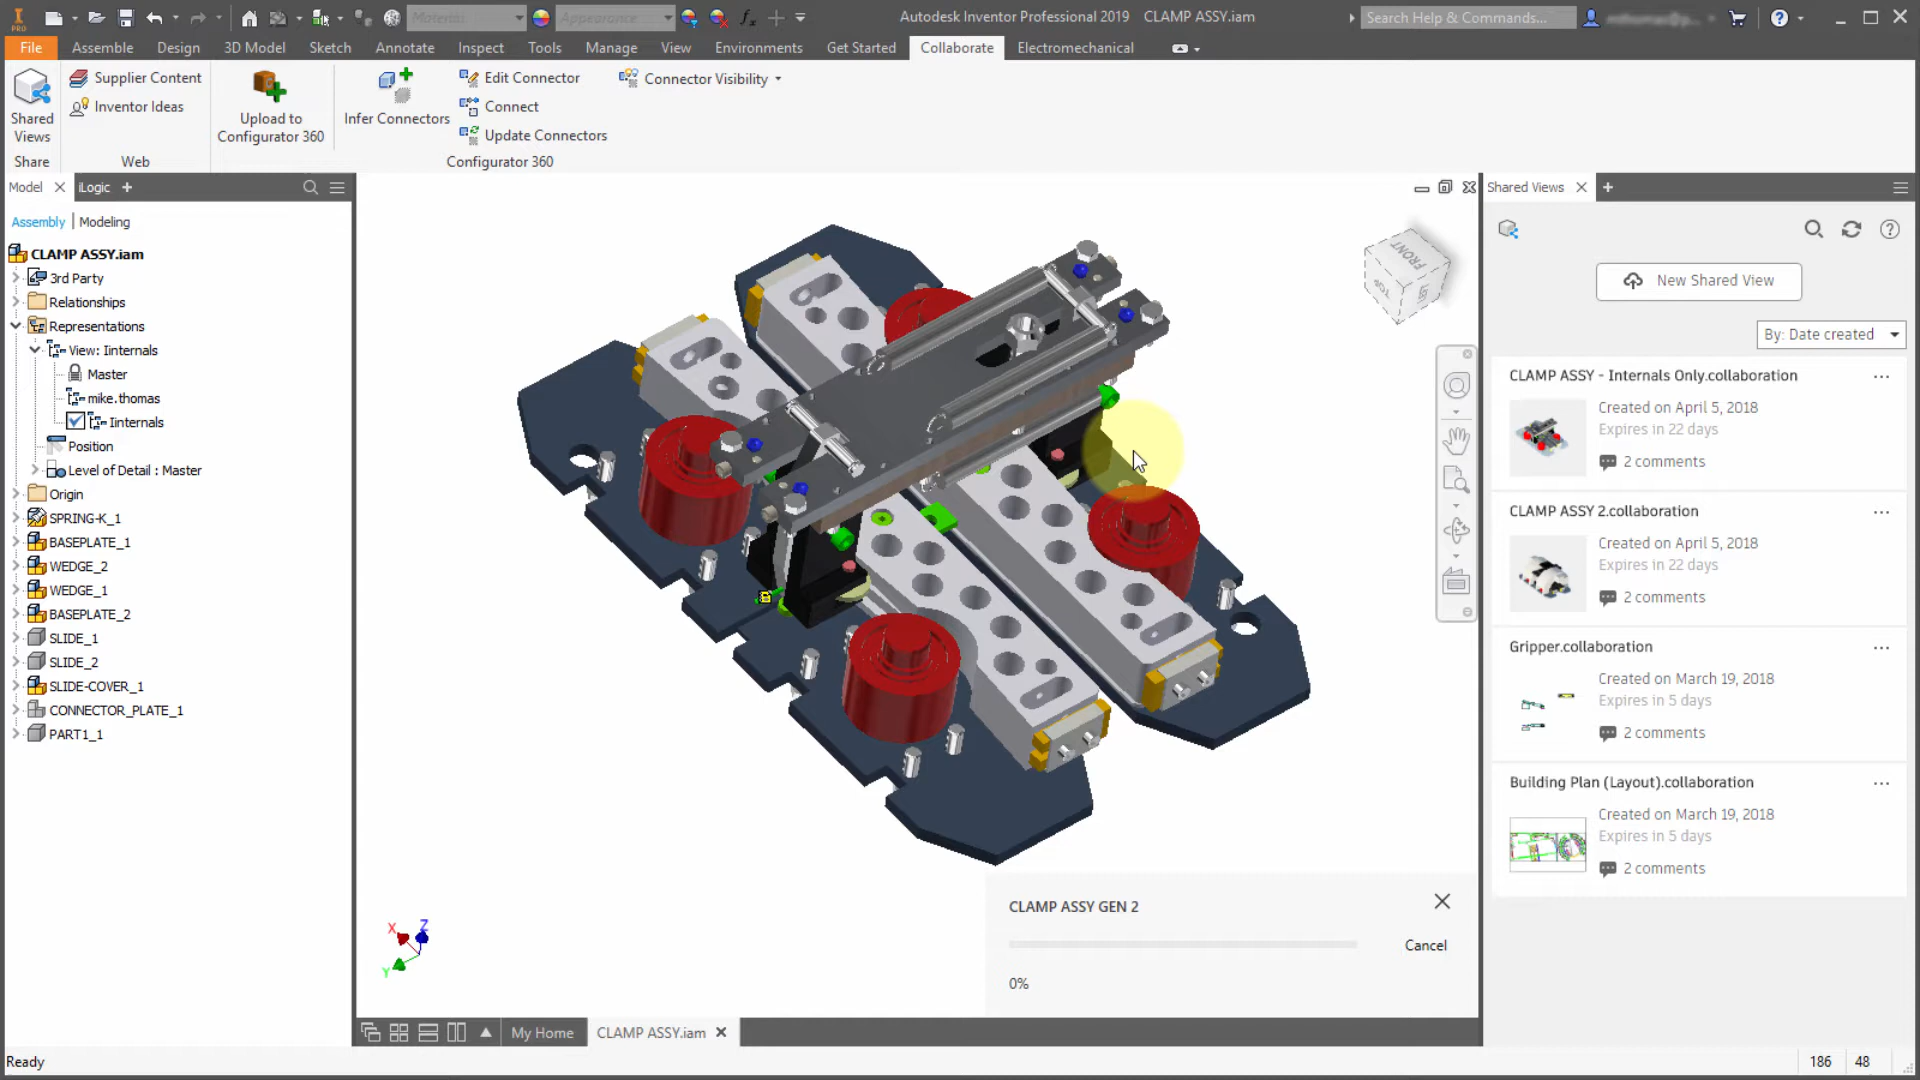 PRO
Materials
Appearance
fx
Autodesk Inventor Professional 2019 CLAMP ASSY.iam
Search Help & Commands...
File
Assemble
Design
3D Model
Sketch
Annotate
Inspect
Tools
Manage
View
Environments
Get Started
Collaborate
Electromechanical
Shared
Views
Share
Supplier Content
Inventor Ideas
Web
Upload to
Configurator 360
Infer Connectors
Edit Connector
Connect
Update Connectors
Connector Visibility
Configurator 360
Model
iLogic
Assembly
Modeling
CLAMP ASSY.iam
3rd Party
Relationships
Representations
View: Iinternals
Master
mike.thomas
Iinternals
Position
Level of Detail : Master
Origin
SPRING-K_1
BASEPLATE_1
WEDGE_2
WEDGE_1
BASEPLATE_2
SLIDE_1
SLIDE_2
SLIDE-COVER_1
CONNECTOR_PLATE_1
PART1_1
FRONT
TOP
X
Z
Y
CLAMP ASSY GEN 2
Cancel
0%
My Home
CLAMP ASSY.iam
Shared Views
New Shared View
By: Date created
CLAMP ASSY - Internals Only.collaboration
Created on April 5, 2018
Expires in 22 days
2 comments
CLAMP ASSY 2.collaboration
Created on April 5, 2018
2 comments
Gripper.collaboration
Created on March 19, 2018
Expires in 5 days
2 comments
Building Plan (Layout).collaboration
Created on March 19, 2018
Expires in 5 days
2 comments
Ready
186
48